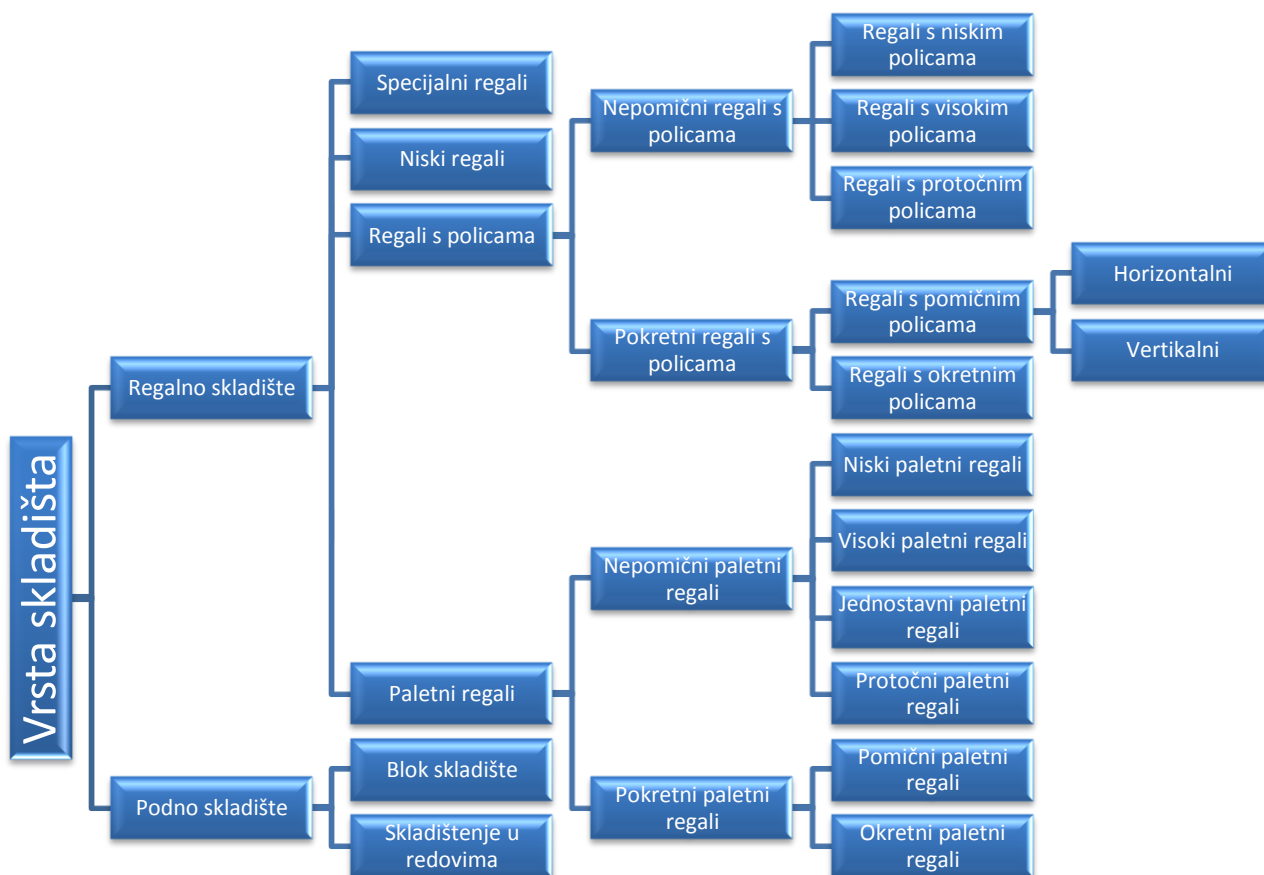 Vrsta skladišta
Regalno skladište
Specijalni regali
Niski regali
Regali s policama
Nepomični regali s
policama
Regali s niskim
policama
Regali s visokim
policama
Regali s protočnim
policama
Pokretni regali s
policama
Regali s pomičnim
policama
Horizontalni
Vertikalni
Regali s okretnim
policama
Paletni regali
Nepomični paletni
regali
Niski paletni regali
Visoki paletni regali
Jednostavni paletni
regali
Protočni paletni
regali
Pokretni paletni
regali
Pomični paletni
regali
Okretni paletni
regali
Podno skladište
Blok skladište
Skladištenje u
redovima